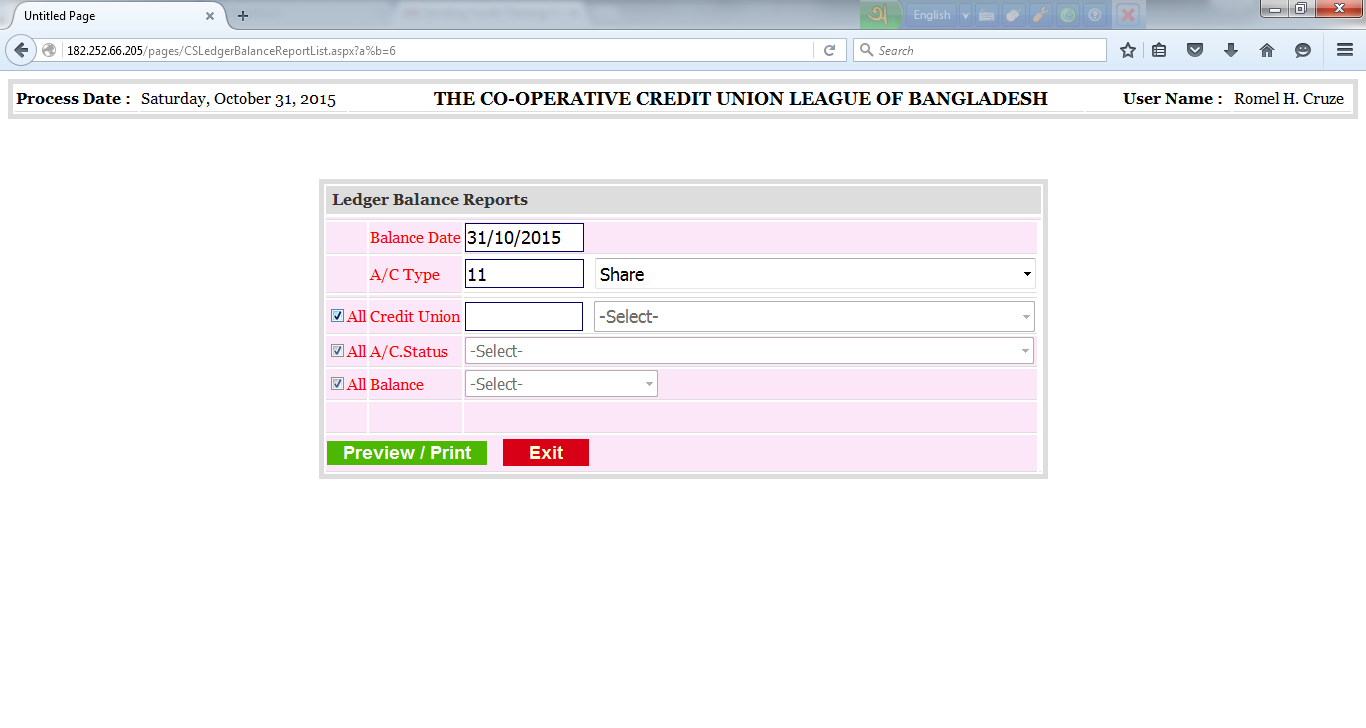 Untitled Page
অ English
182.252.66.205/pages/CSLedgerBalanceReportList.aspx?a%b=6
Search
Process Date : Saturday, October 31, 2015 THE CO-OPERATIVE CREDIT UNION LEAGUE OF BANGLADESH User Name : Romel H. Cruze
Ledger Balance Reports
Balance Date 31/10/2015
A/C Type 11 Share
All Credit Union -Select-
All A/C.Status -Select-
All Balance -Select-
Preview / Print Exit